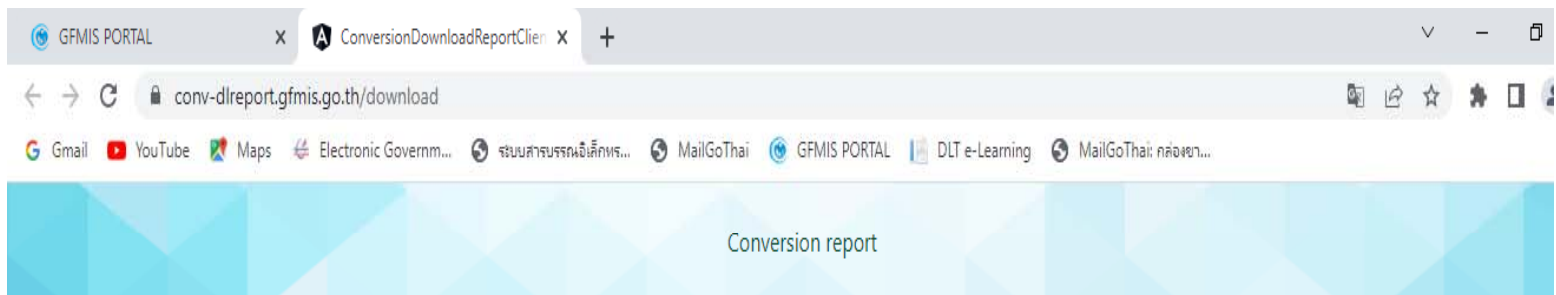 GFMIS PORTAL ConversionDownloadReportClien
conv-dlreport.gfmis.go.th/download
Gmail YouTube Maps Electronic Governm... ระบบสารบรรณอิเล็กทร... MailGoThai GFMIS PORTAL DLT e-Learning MailGoThai: กล่องขา...
Conversion report